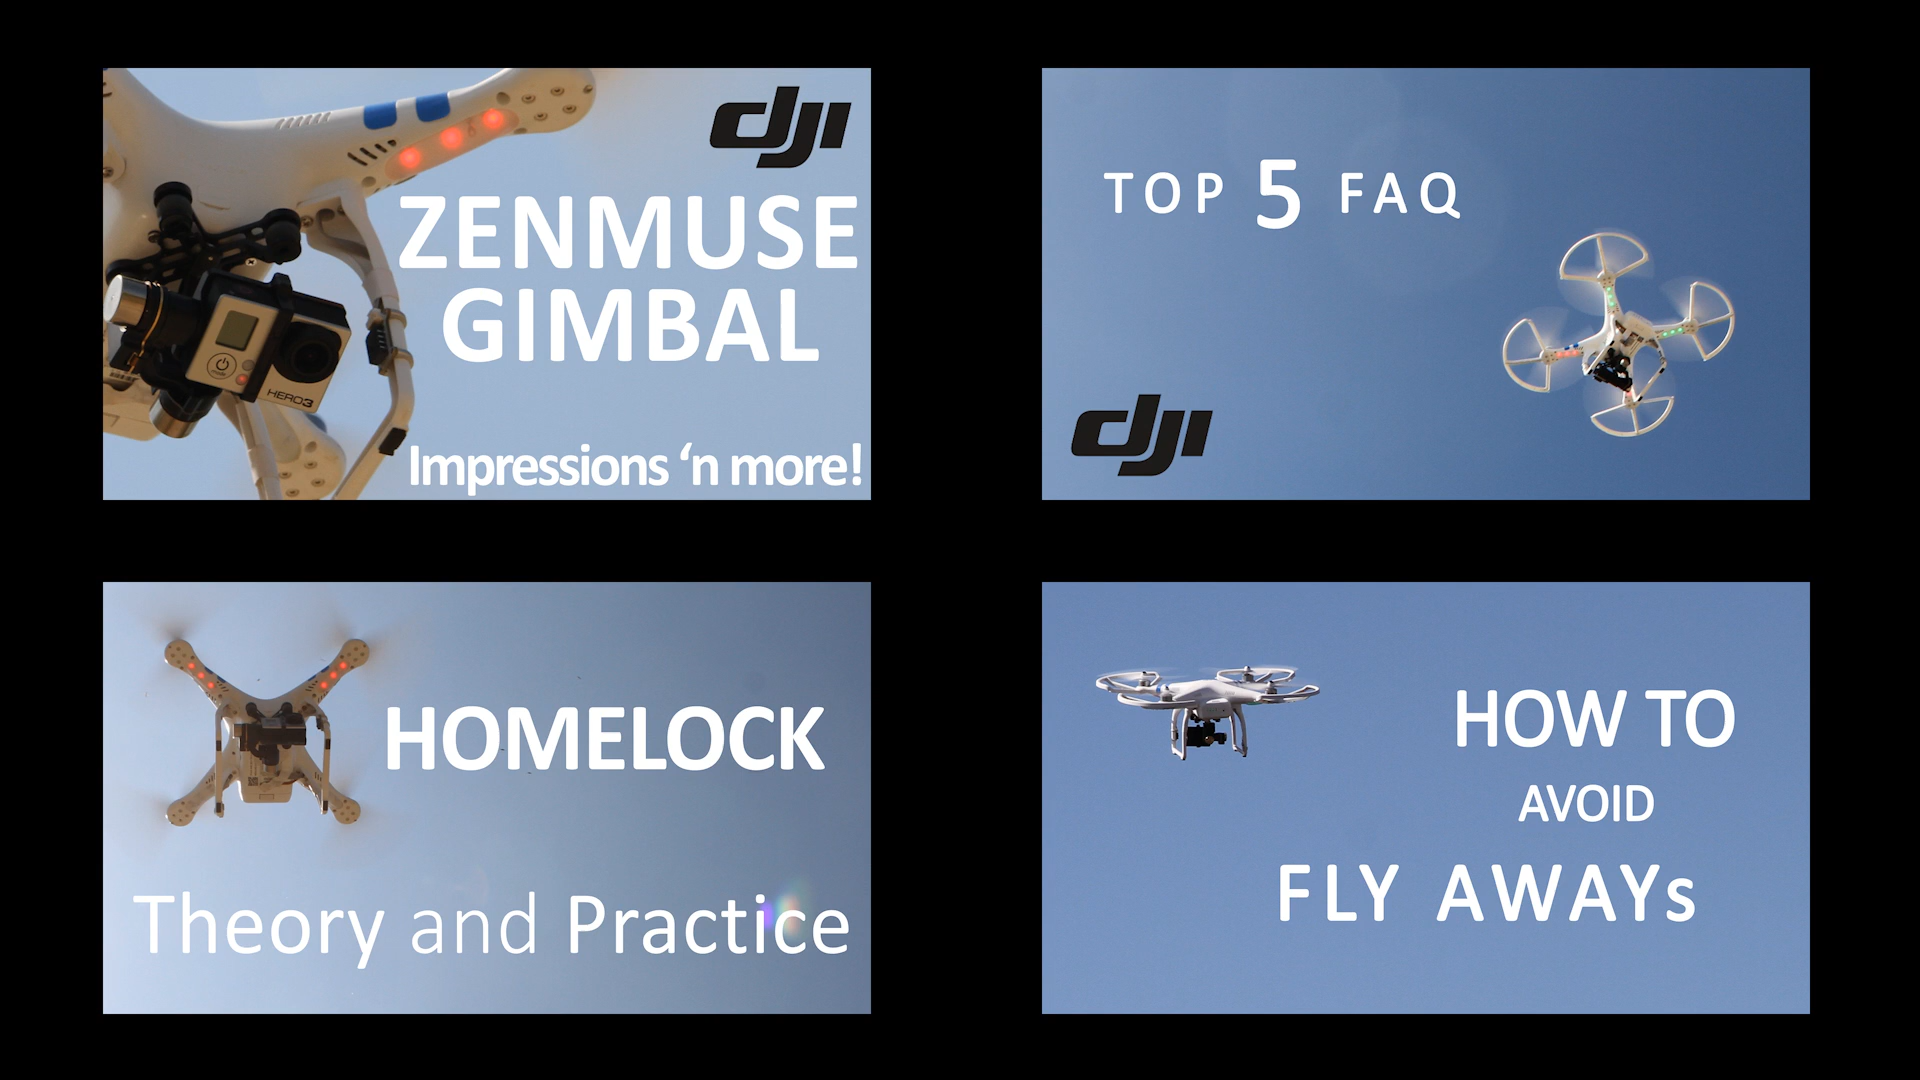 dji
ZENMUSE
GIMBAL
HERO3
Impressions ‘n more!
TOP 5 FAQ
dji
HOMELOCK
Theory and Practice
HOW TO
AVOID
FLY AWAYs